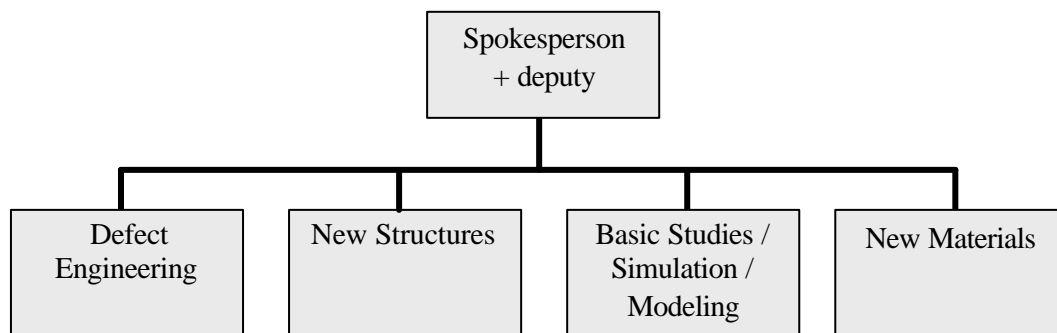 Spokesperson
+ deputy
Defect
Engineering
New Structures
Basic Studies /
Simulation /
Modeling
New Materials